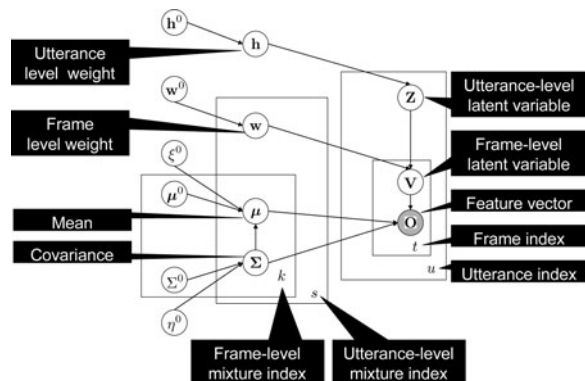 h⁰
h
Utterance
level weight
Z
Utterance-level
latent variable
w⁰
w
Frame
level weight
V
Frame-level
latent variable
ξ⁰
μ⁰
μ
Mean
O
Feature vector
t
Frame index
Covariance
Σ
Σ⁰
k
u
Utterance index
s
η⁰
Frame-level
mixture index
Utterance-level
mixture index